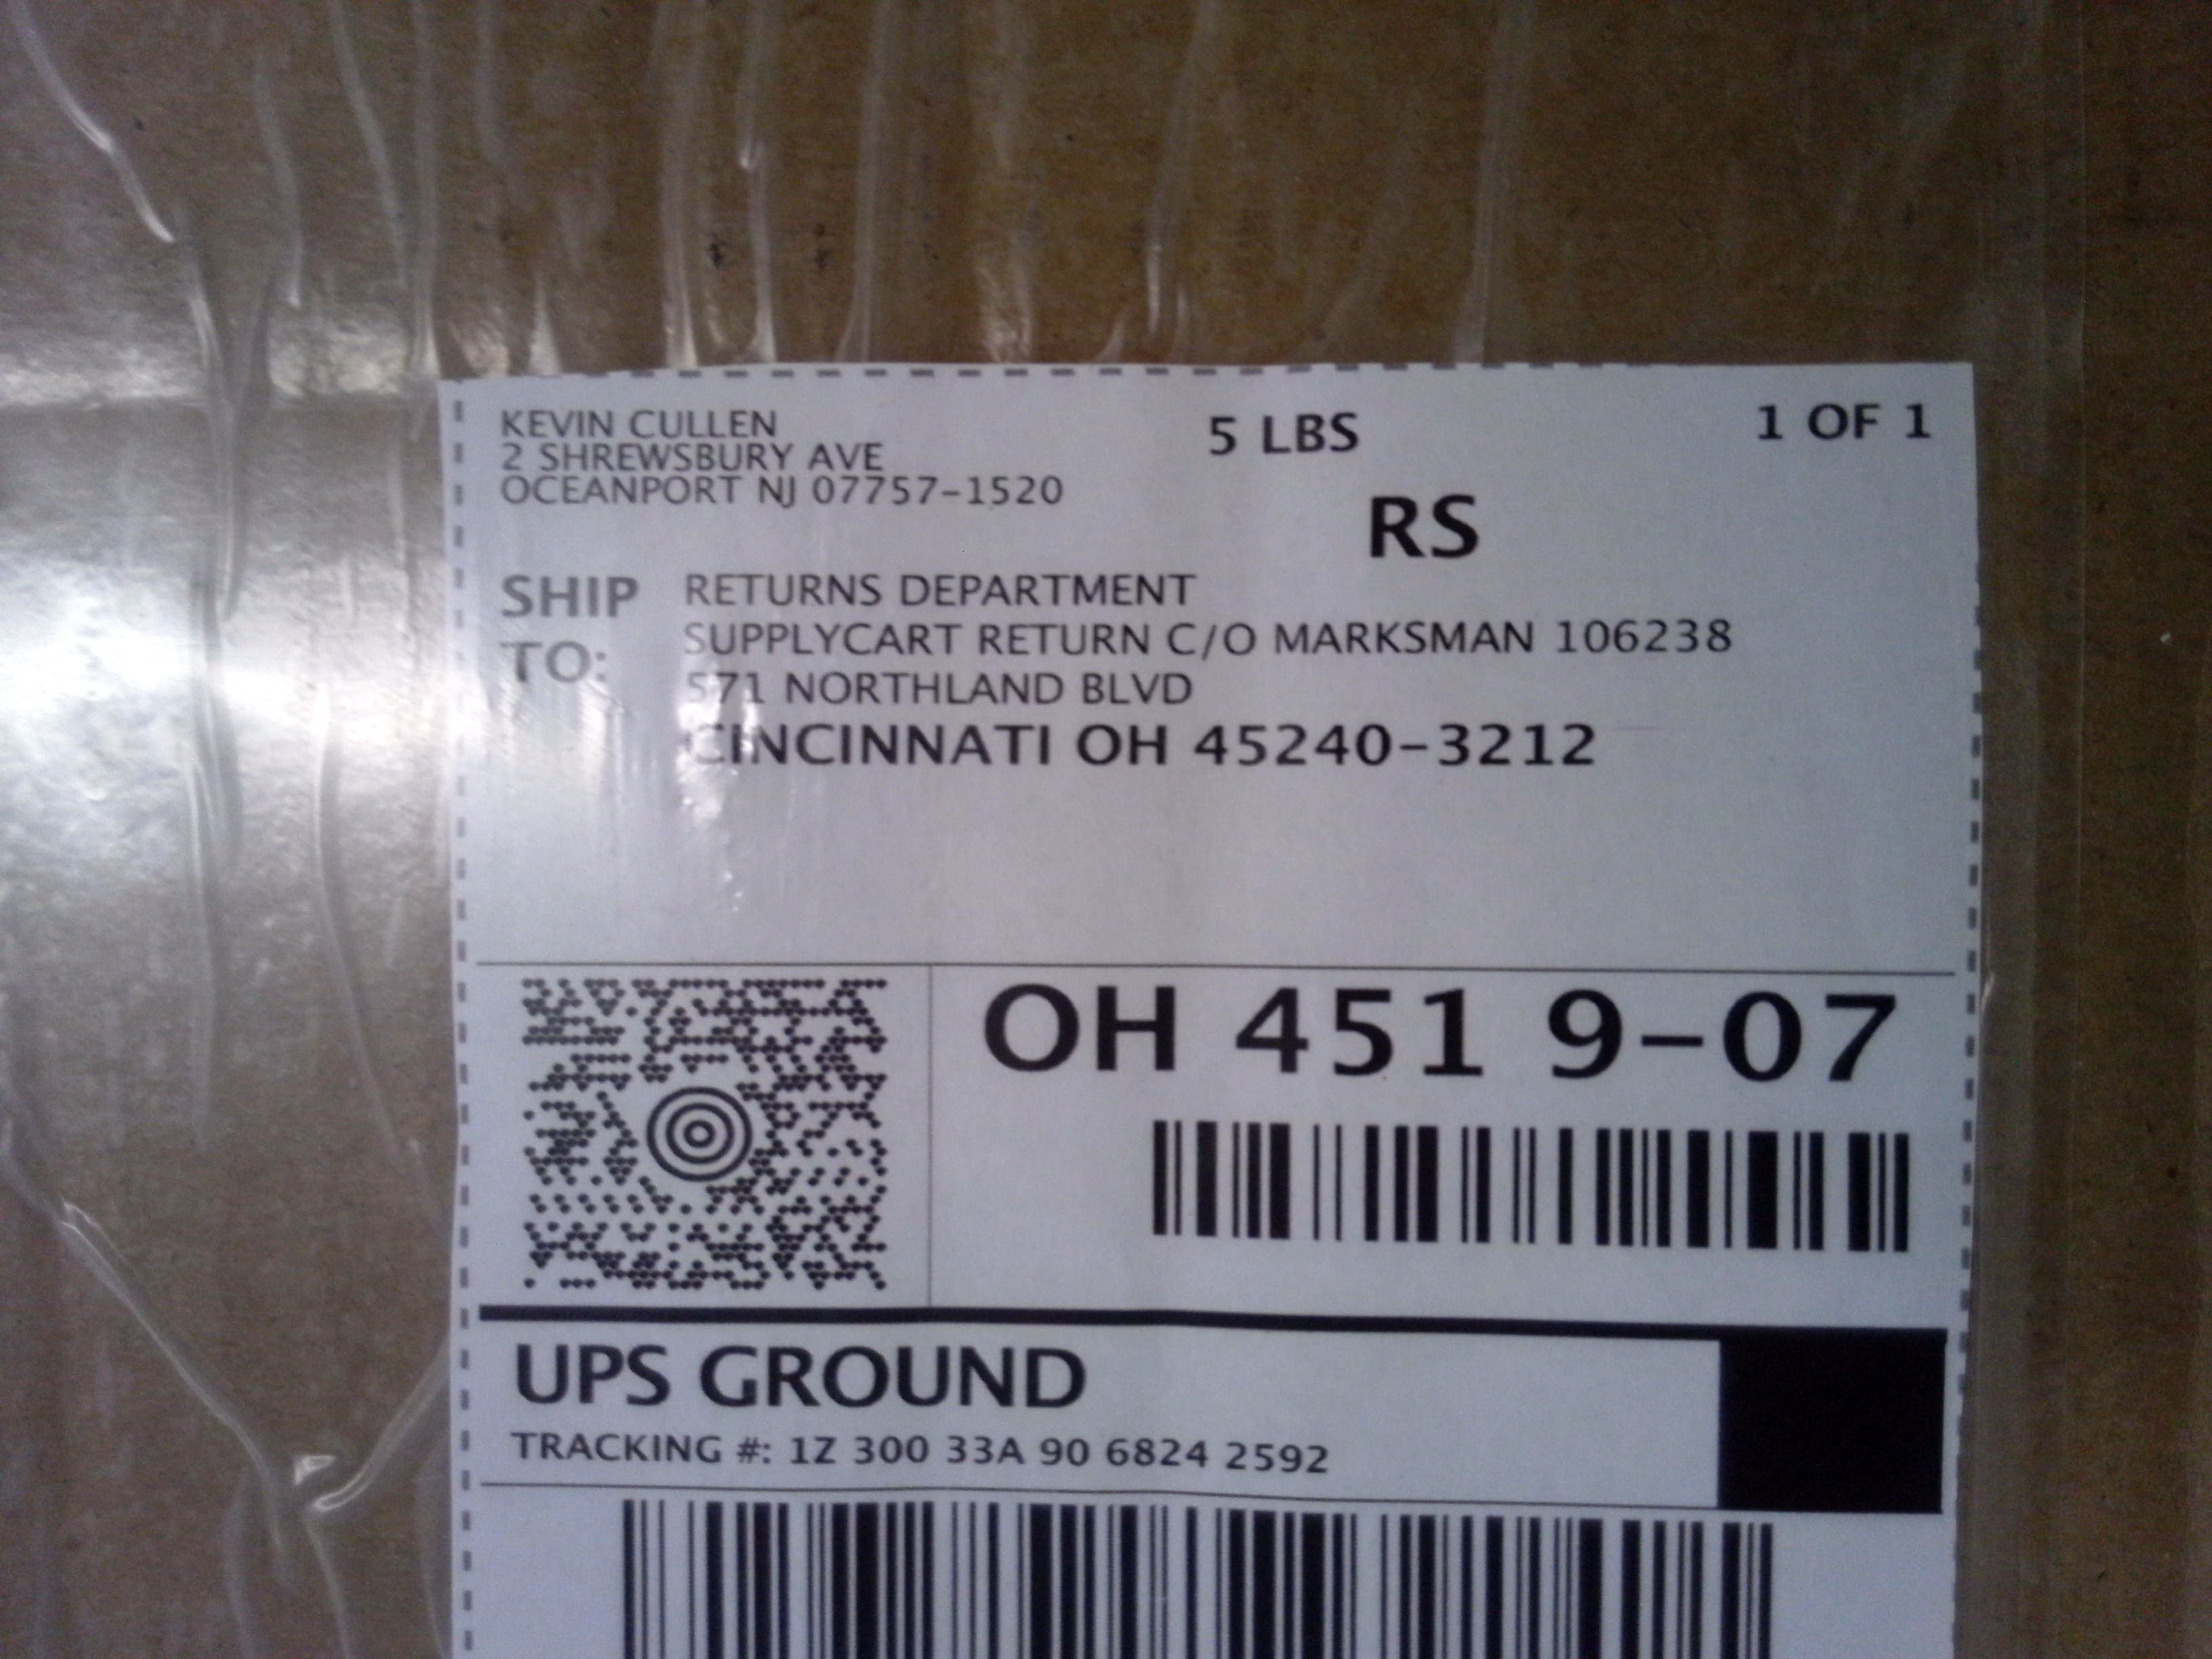 KEVIN CULLEN
2 SHREWSBURY AVE
OCEANPORT NJ 07757-1520
5 LBS
1 OF 1
RS
SHIP TO:
RETURNS DEPARTMENT
SUPPLYCART RETURN C/O MARKSMAN 106238
571 NORTHLAND BLVD
CINCINNATI OH 45240-3212
OH 451 9-07
UPS GROUND
TRACKING #: 1Z 300 33A 90 6824 2592